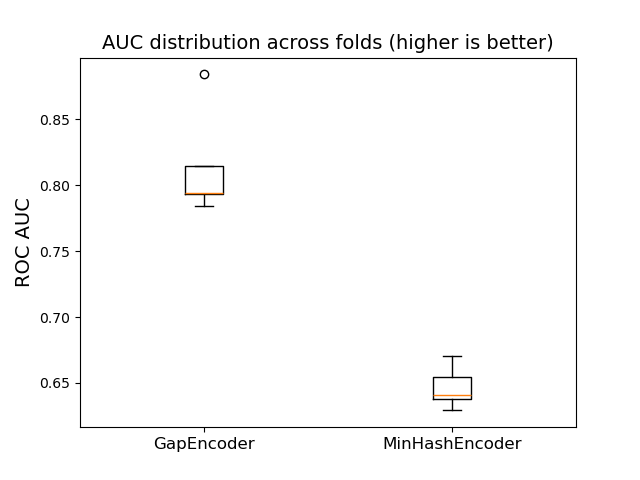 AUC distribution across folds (higher is better)
ROC AUC
0.85
0.80
0.75
0.70
0.65
GapEncoder
MinHashEncoder